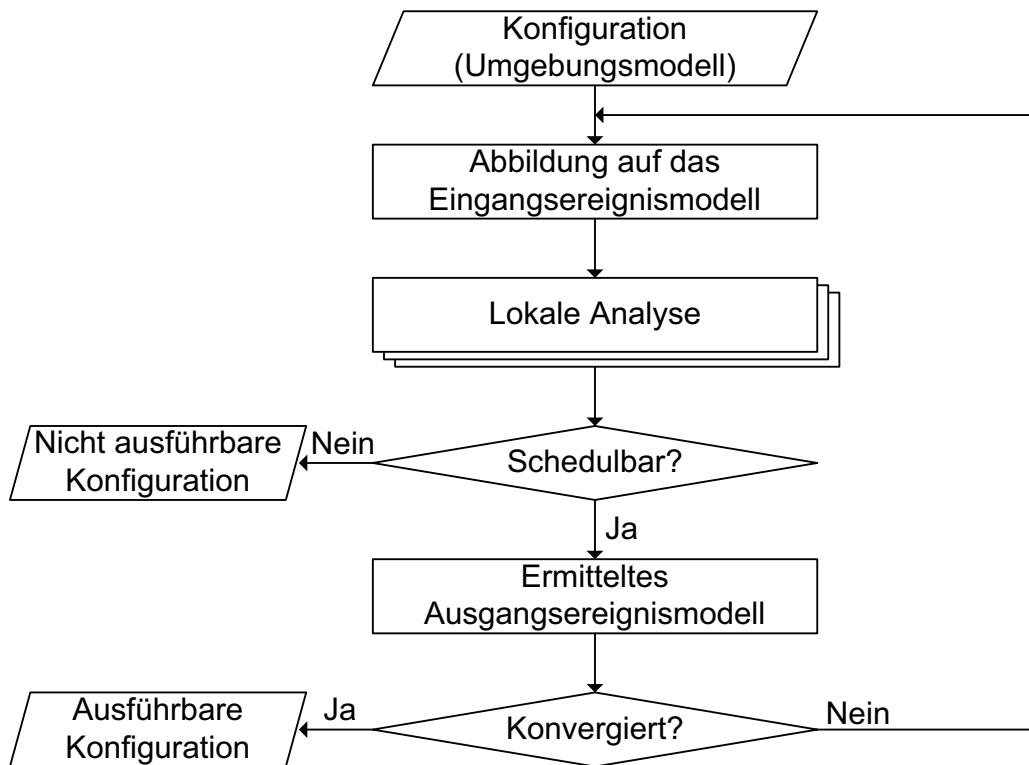 Konfiguration
(Umgebungsmodell)
Abbildung auf das
Eingangsereignismodell
Lokale Analyse
Nicht ausführbare
Konfiguration
Nein
Schedulbar?
Ja
Ermitteltes
Ausgangsereignismodell
Ausführbare
Konfiguration
Ja
Konvergiert?
Nein